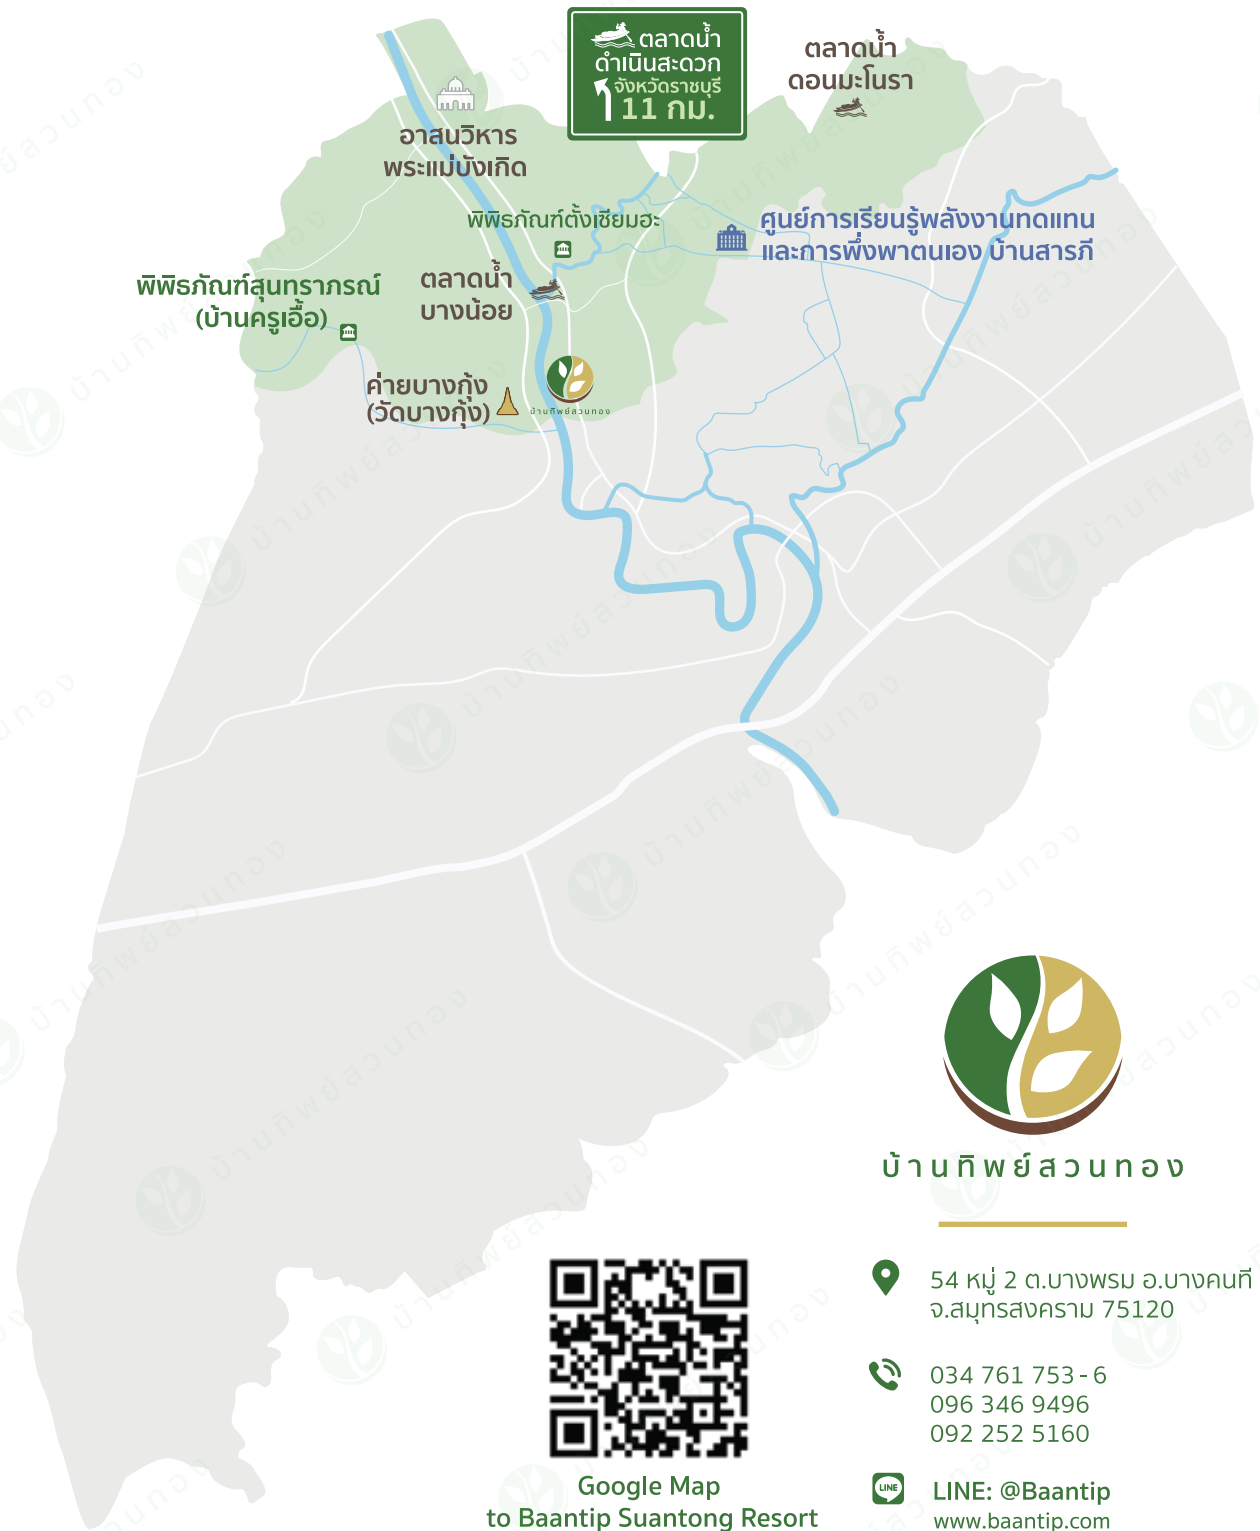 ตลาดน้ำ
ดำเนินสะดวก
จังหวัดราชบุรี
11 กม.
ตลาดน้ำ
ดอนมะโนรา
อาสนวิหาร
พระแม่บังเกิด
พิพิธภัณฑ์ตั้งเซียมฮะ
ศูนย์การเรียนรู้พลังงานทดแทน
และการพึ่งพาตนเอง บ้านสารภี
พิพิธภัณฑ์สุนทราภรณ์
(บ้านครูเอื้อ)
ตลาดน้ำ
บางน้อย
ค่ายบางกุ้ง
(วัดบางกุ้ง)
บ้านทิพย์สวนทอง
บ้านทิพย์สวนทอง
54 หมู่ 2 ต.บางพรม อ.บางคนที
จ.สมุทรสงคราม 75120
034 761 753 - 6
096 346 9496
092 252 5160
LINE
LINE: @Baantip
www.baantip.com
Google Map
to Baantip Suantong Resort